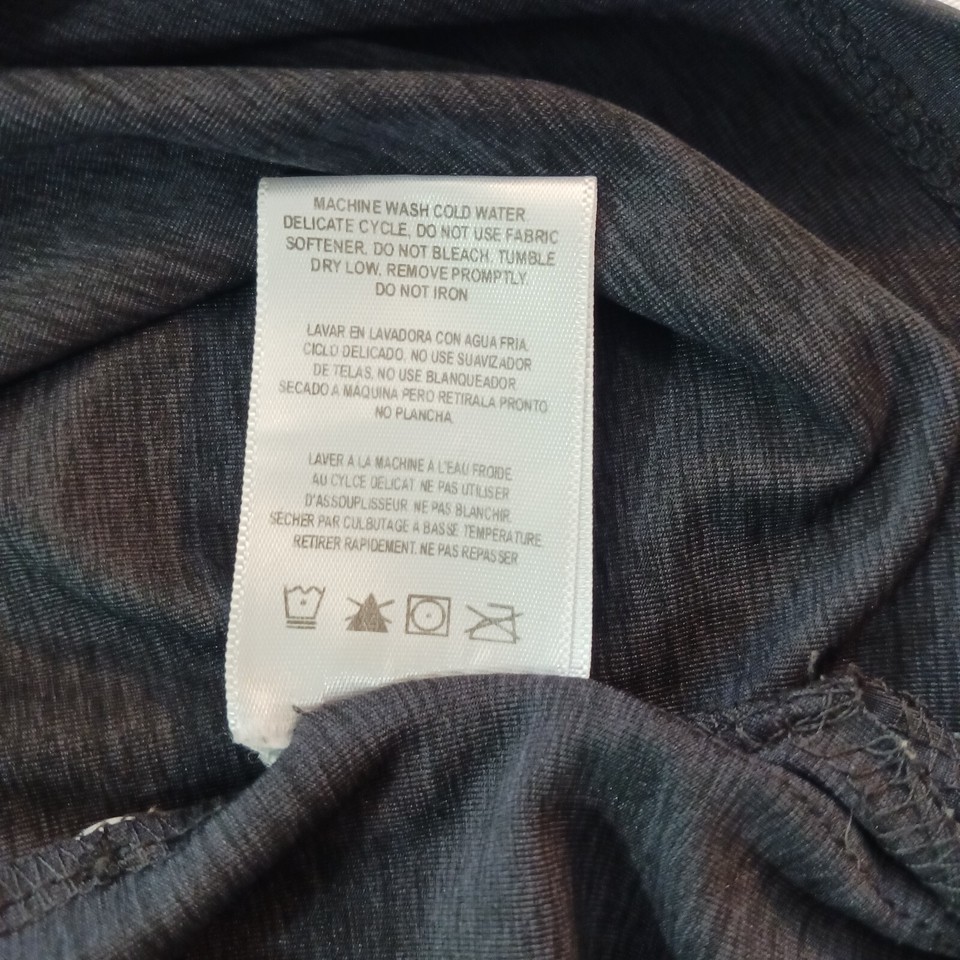 MACHINE WASH COLD WATER
DELICATE CYCLE, DO NOT USE FABRIC
SOFTENER. DO NOT BLEACH. TUMBLE
DRY LOW. REMOVE PROMPTLY.
DO NOT IRON
LAVAR EN LAVADORA CON AGUA FRIA.
CICLO DELICADO. NO USE SUAVIZADOR
DE TELAS. NO USE BLANQUEADOR
SECADO A MAQUINA PERO RETIRALA PRONTO
NO PLANCHA.
LAVER A LA MACHINE À L'EAU FROIDE
AU CYLCE DÉLICAT NE PAS UTILISER
D'ASSOUPLISSEUR NE PAS BLANCHIR.
SÉCHER PAR CULBUTAGE À BASSE TEMPÉRATURE
RETIRER RAPIDEMENT. NE PAS REPASSER